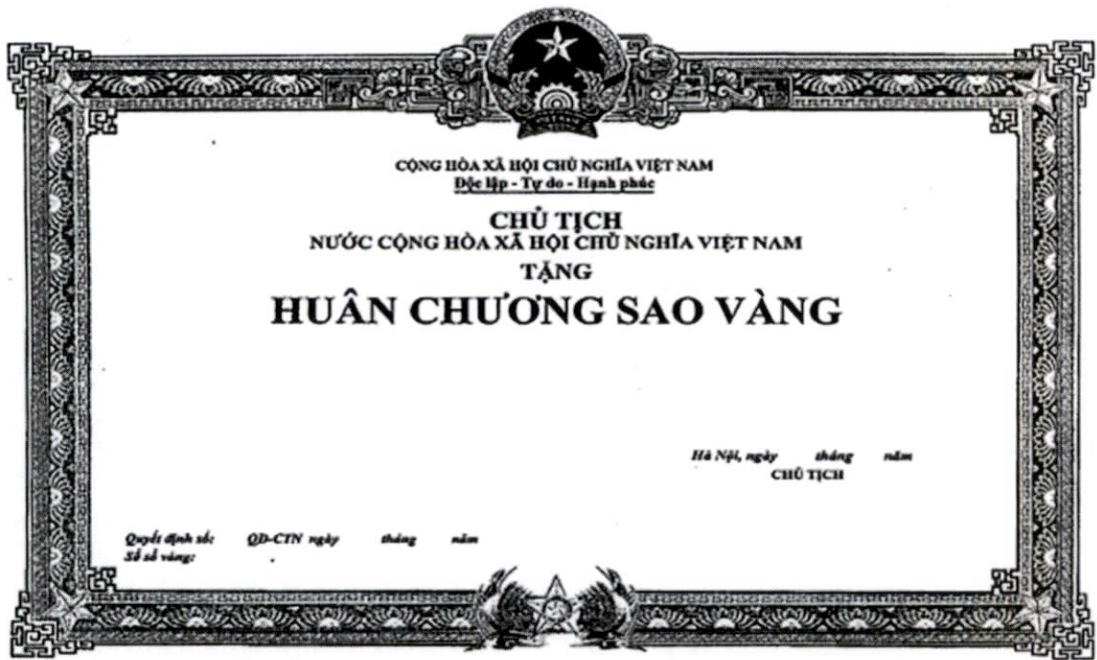 CỘNG HÒA XÃ HỘI CHỦ NGHĨA VIỆT NAM
Độc lập - Tự do - Hạnh phúc
CHỦ TỊCH
NƯỚC CỘNG HÒA XÃ HỘI CHỦ NGHĨA VIỆT NAM
TẶNG
HUÂN CHƯƠNG SAO VÀNG
Hà Nội, ngày tháng năm
CHỦ TỊCH
Quyết định số: QĐ-CTN ngày tháng năm
Số sổ vàng: